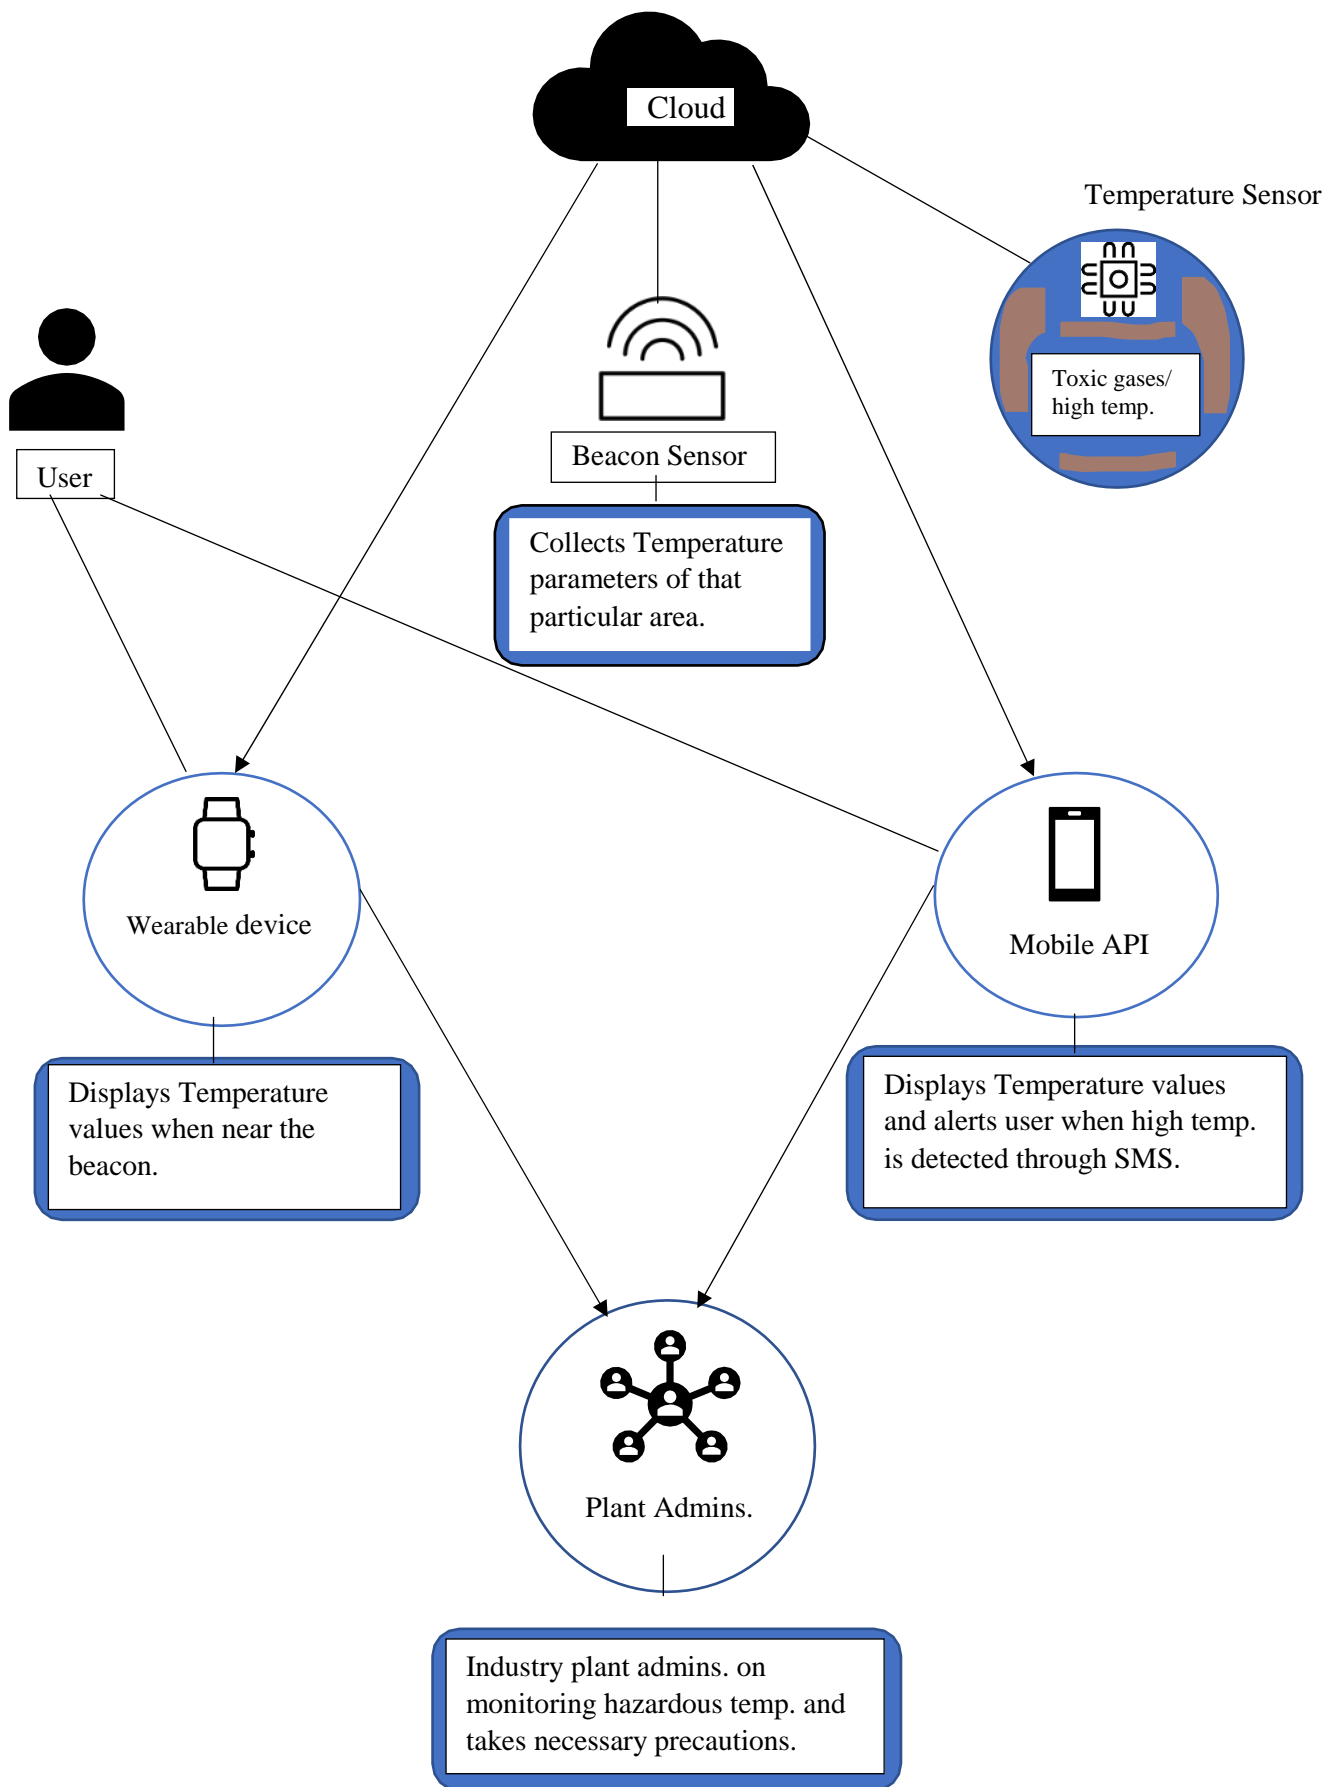 Cloud
Temperature Sensor
Toxic gases/
high temp.
User
Beacon Sensor
Collects Temperature
parameters of that
particular area.
Wearable device
Mobile API
Displays Temperature
values when near the
beacon.
Displays Temperature values
and alerts user when high temp.
is detected through SMS.
Plant Admins.
Industry plant admins. on
monitoring hazardous temp. and
takes necessary precautions.